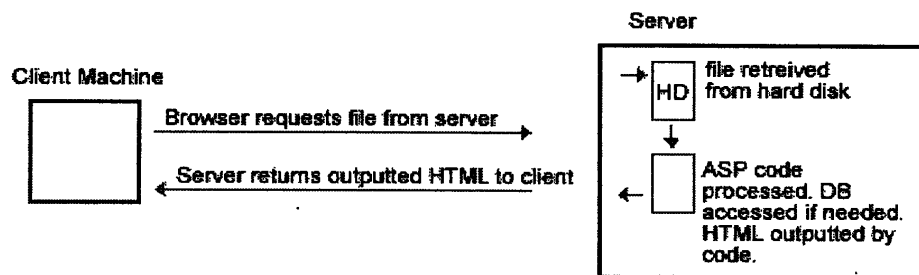 Server
Client Machine
file retreived
from hard disk
HD
Browser requests file from server
Server returns outputted HTML to client
ASP code
processed. DB
accessed if needed.
HTML outputted by
code.